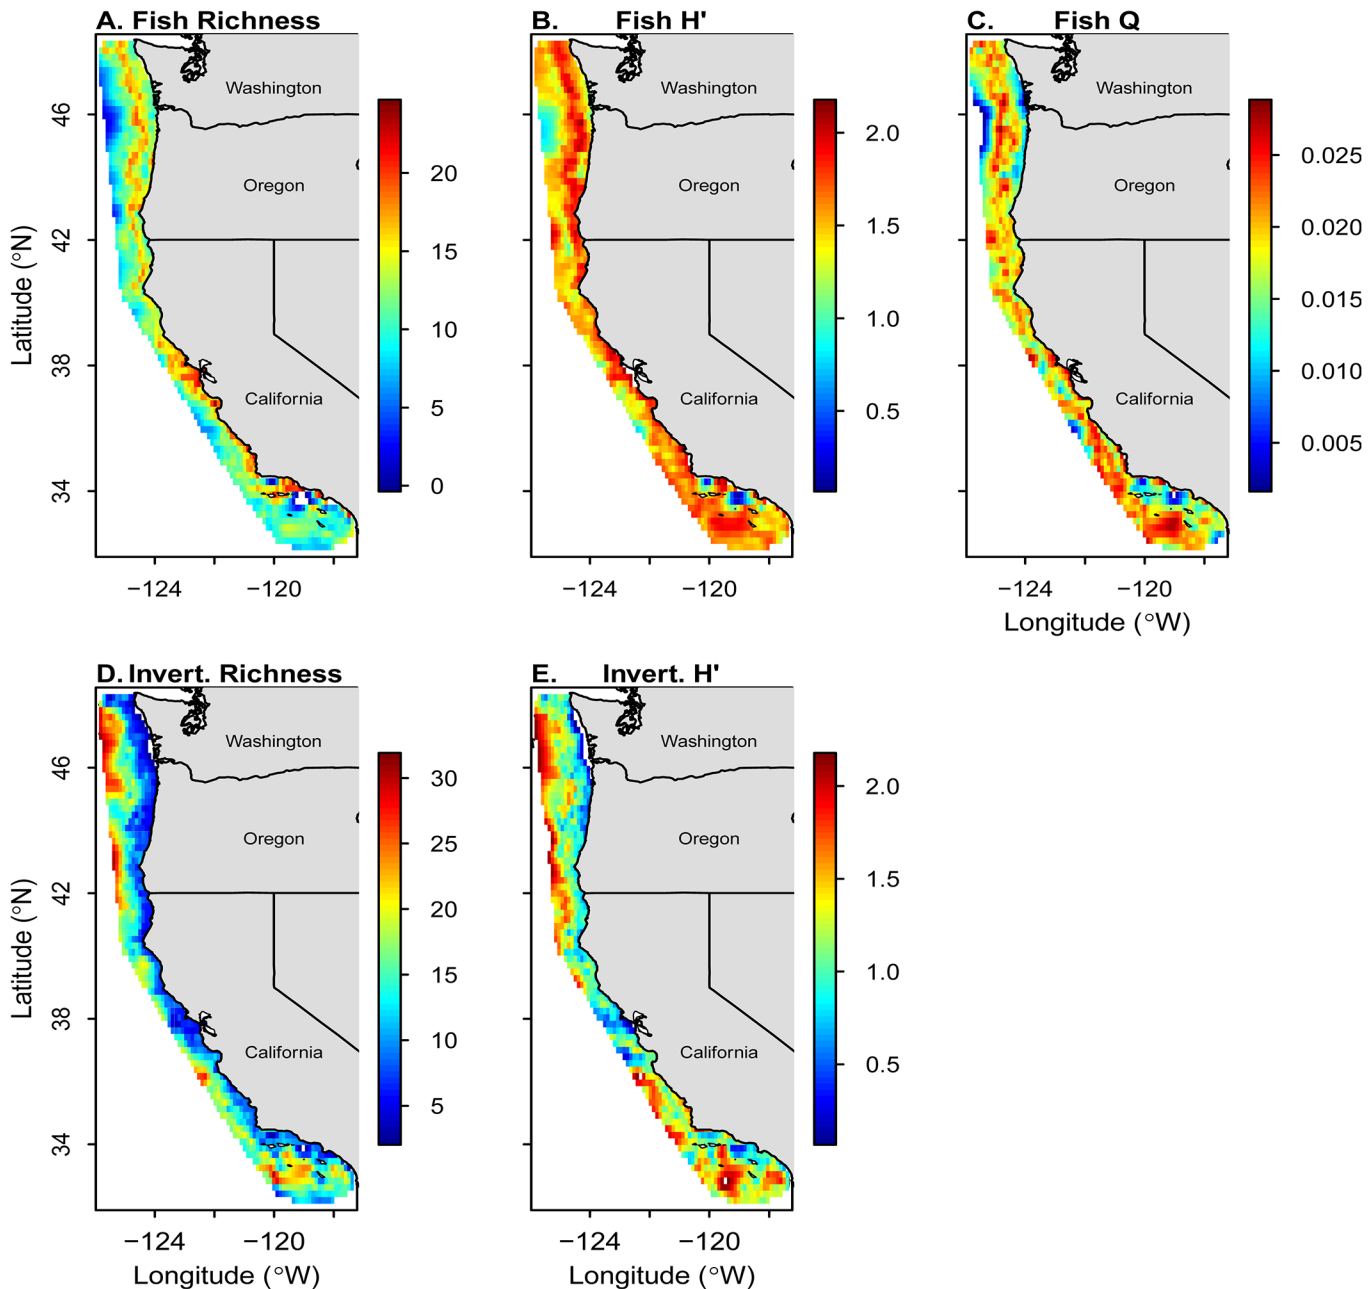 A. Fish Richness
B. Fish H'
C. Fish Q
Washington
Oregon
California
Washington
Oregon
California
Washington
Oregon
California
Latitude (°N)
46
42
38
34
20
15
10
5
0
2.0
1.5
1.0
0.5
0.025
0.020
0.015
0.010
0.005
−124 −120
−124 −120
−124 −120
Longitude (°W)
D. Invert. Richness
E. Invert. H'
Washington
Oregon
California
Washington
Oregon
California
Latitude (°N)
46
42
38
34
30
25
20
15
10
5
2.0
1.5
1.0
0.5
−124 −120
−124 −120
Longitude (°W)
Longitude (°W)